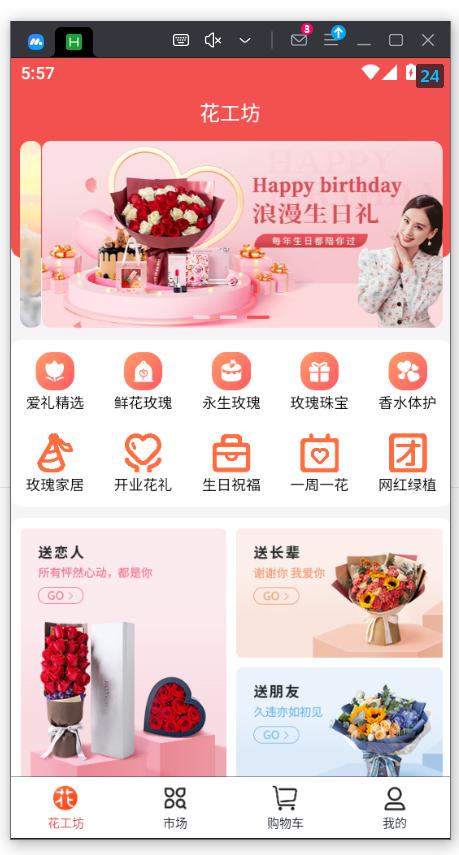 3
5:57
24
花工坊
HAPPY
Happy birthday
浪漫生日礼
每年生日都陪你过
爱礼精选 鲜花玫瑰 永生玫瑰 玫瑰珠宝 香水体护
玫瑰家居 开业花礼 生日祝福 一周一花 网红绿植
送恋人
所有怦然心动，都是你
GO
送长辈
谢谢你 我爱你
GO
送朋友
久违亦如初见
GO
花工坊 市场 购物车 我的